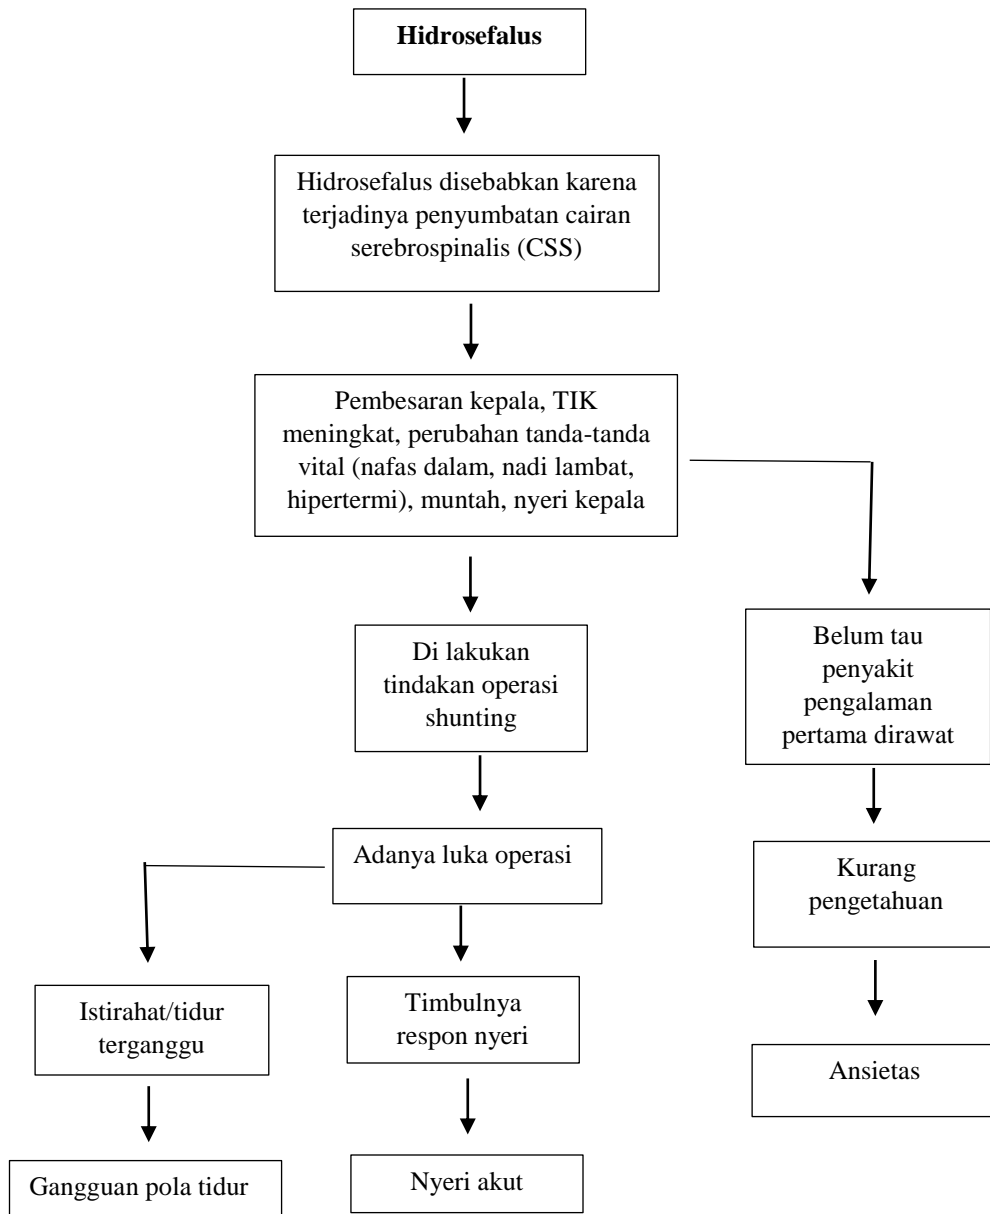 Hidrosefalus
Hidrosefalus disebabkan karena
terjadinya penyumbatan cairan
serebrospinalis (CSS)
Pembesaran kepala, TIK
meningkat, perubahan tanda-tanda
vital (nafas dalam, nadi lambat,
hipertermi), muntah, nyeri kepala
Di lakukan
tindakan operasi
shunting
Belum tau
penyakit
pengalaman
pertama dirawat
Adanya luka operasi
Kurang
pengetahuan
Istirahat/tidur
terganggu
Timbulnya
respon nyeri
Ansietas
Gangguan pola tidur
Nyeri akut